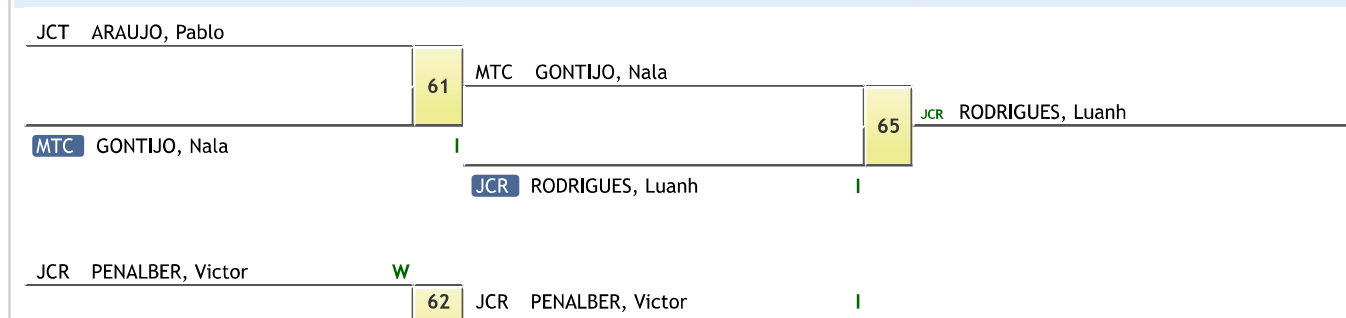 JCT ARAUJO, Pablo
61
MTC GONTIJO, Nala
JCR RODRIGUES, Luanh
65
MTC GONTIJO, Nala I
JCR RODRIGUES, Luanh I
JCR PENALBER, Victor W
62 JCR PENALBER, Victor I